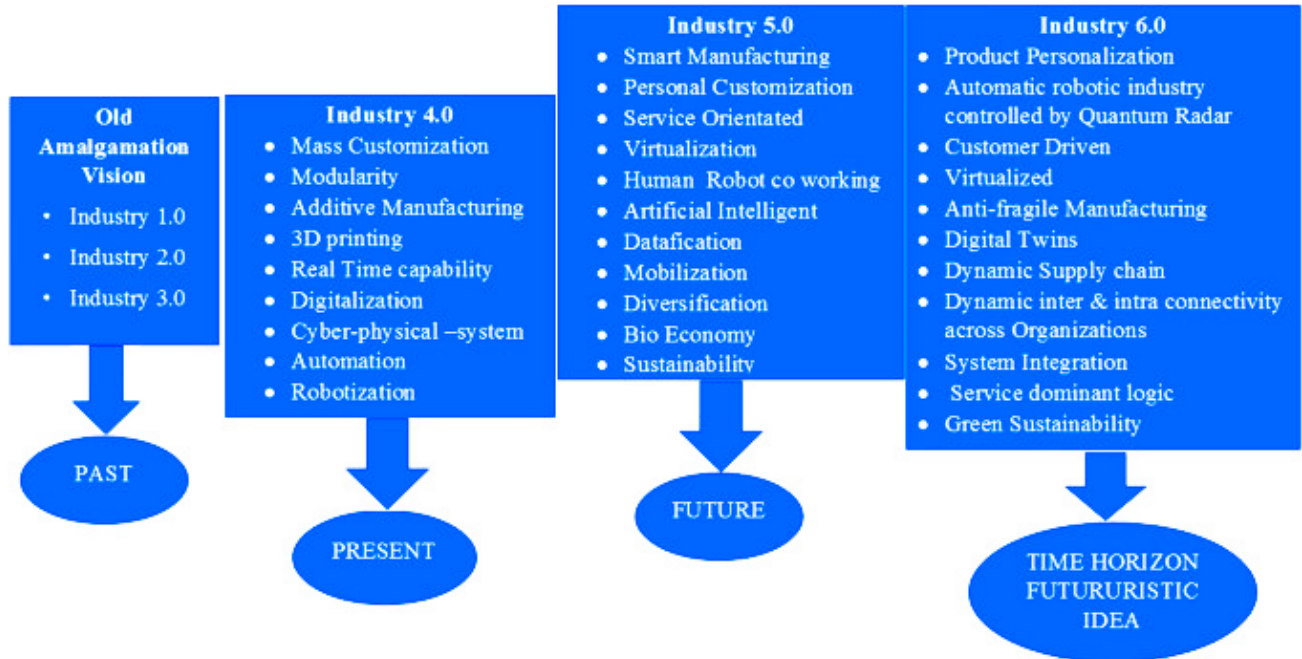 Old
Amalgamation
Vision
• Industry 1.0
• Industry 2.0
• Industry 3.0
PAST
Industry 4.0
• Mass Customization
• Modularity
• Additive Manufacturing
• 3D printing
• Real Time capability
• Digitalization
• Cyber-physical –system
• Automation
• Robotization
PRESENT
Industry 5.0
• Smart Manufacturing
• Personal Customization
• Service Orientated
• Virtualization
• Human Robot co working
• Artificial Intelligent
• Datafication
• Mobilization
• Diversification
• Bio Economy
• Sustainability
FUTURE
Industry 6.0
• Product Personalization
• Automatic robotic industry
controlled by Quantum Radar
• Customer Driven
• Virtualized
• Anti-fragile Manufacturing
• Digital Twins
• Dynamic Supply chain
• Dynamic inter & intra connectivity
across Organizations
• System Integration
• Service dominant logic
• Green Sustainability
TIME HORIZON
FUTURURISTIC
IDEA